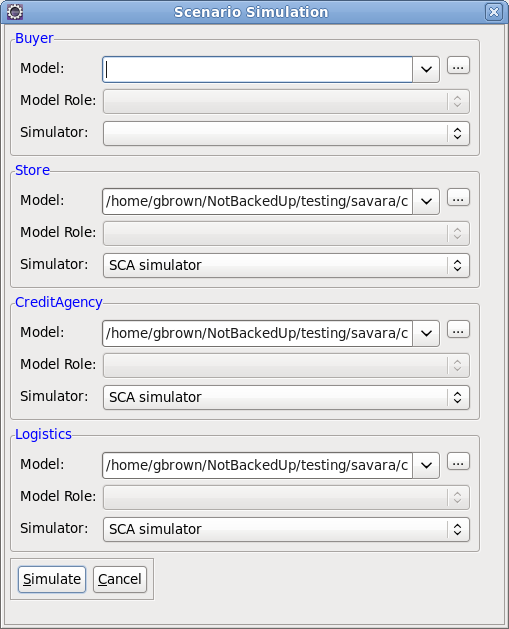 Scenario Simulation
Buyer
Model: ...
Model Role:
Simulator:
Store
Model: /home/gbrown/NotBackedUp/testing/savara/c ...
Model Role:
Simulator: SCA simulator
CreditAgency
Model: /home/gbrown/NotBackedUp/testing/savara/c ...
Model Role:
Simulator: SCA simulator
Logistics
Model: /home/gbrown/NotBackedUp/testing/savara/c ...
Model Role:
Simulator: SCA simulator
Simulate Cancel